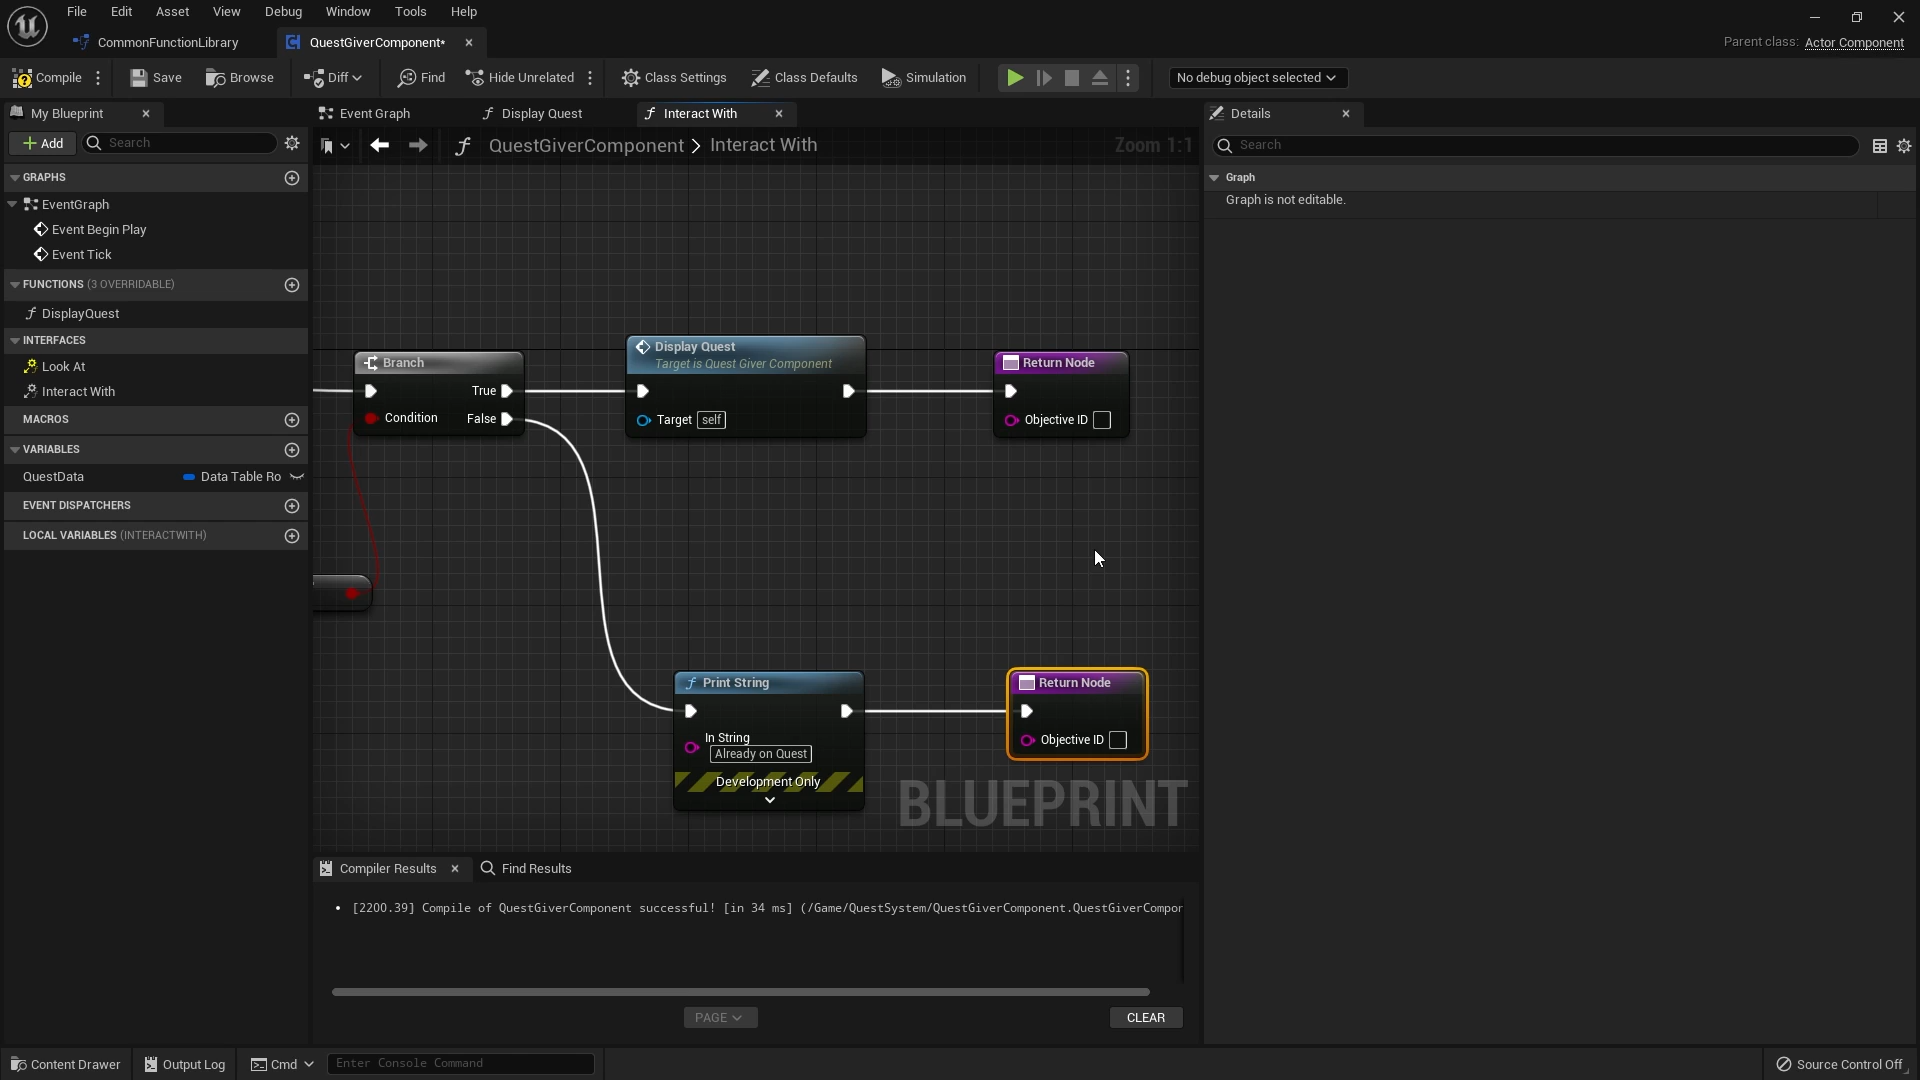 File Edit Asset View Debug Window Tools Help
CommonFunctionLibrary QuestGiverComponent*
Parent class: Actor Component
Compile Save Browse Diff Find Hide Unrelated Class Settings Class Defaults Simulation No debug object selected
My Blueprint
Event Graph Display Quest Interact With
Details
Add Search
QuestGiverComponent > Interact With Zoom 1:1
Search
GRAPHS
EventGraph
Event Begin Play
Event Tick
FUNCTIONS (3 OVERRIDABLE)
DisplayQuest
INTERFACES
Look At
Interact With
MACROS
VARIABLES
QuestData Data Table Ro
EVENT DISPATCHERS
LOCAL VARIABLES (INTERACTWITH)
Graph
Graph is not editable.
Branch
True
Condition False
Display Quest
Target is Quest Giver Component
Target self
Return Node
Objective ID
Print String
In String
Already on Quest
Development Only
Return Node
Objective ID
BLUEPRINT
Compiler Results Find Results
• [2200.39] Compile of QuestGiverComponent successful! [in 34 ms] (/Game/QuestSystem/QuestGiverComponent.QuestGiverCompor
PAGE CLEAR
Content Drawer Output Log Cmd Enter Console Command Source Control Off